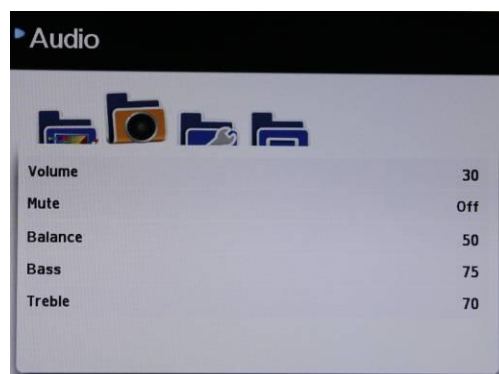 Audio
Volume 30
Mute Off
Balance 50
Bass 75
Treble 70